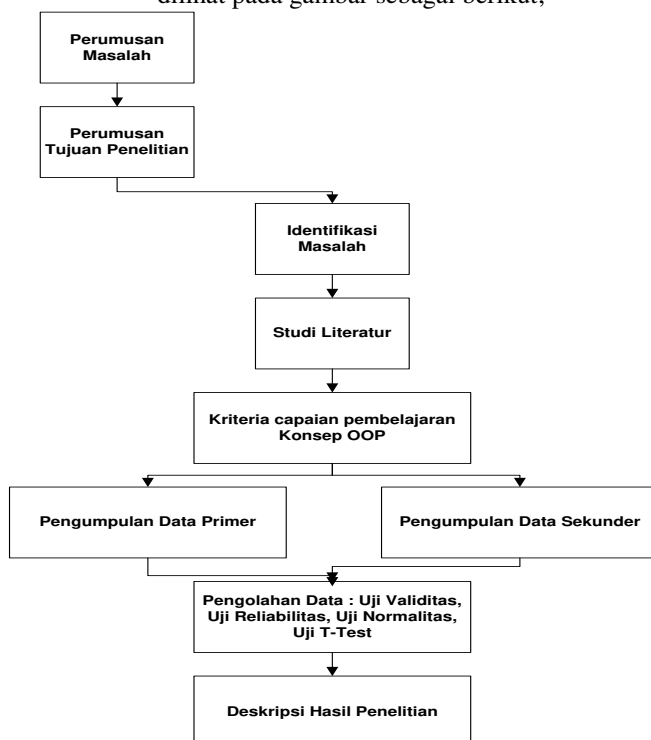 dilihat pada gambar sebagai berikut;
Perumusan
Masalah
Perumusan
Tujuan Penelitian
Identifikasi
Masalah
Studi Literatur
Kriteria capaian pembelajaran
Konsep OOP
Pengumpulan Data Primer
Pengumpulan Data Sekunder
Pengolahan Data : Uji Validitas,
Uji Reliabilitas, Uji Normalitas,
Uji T-Test
Deskripsi Hasil Penelitian